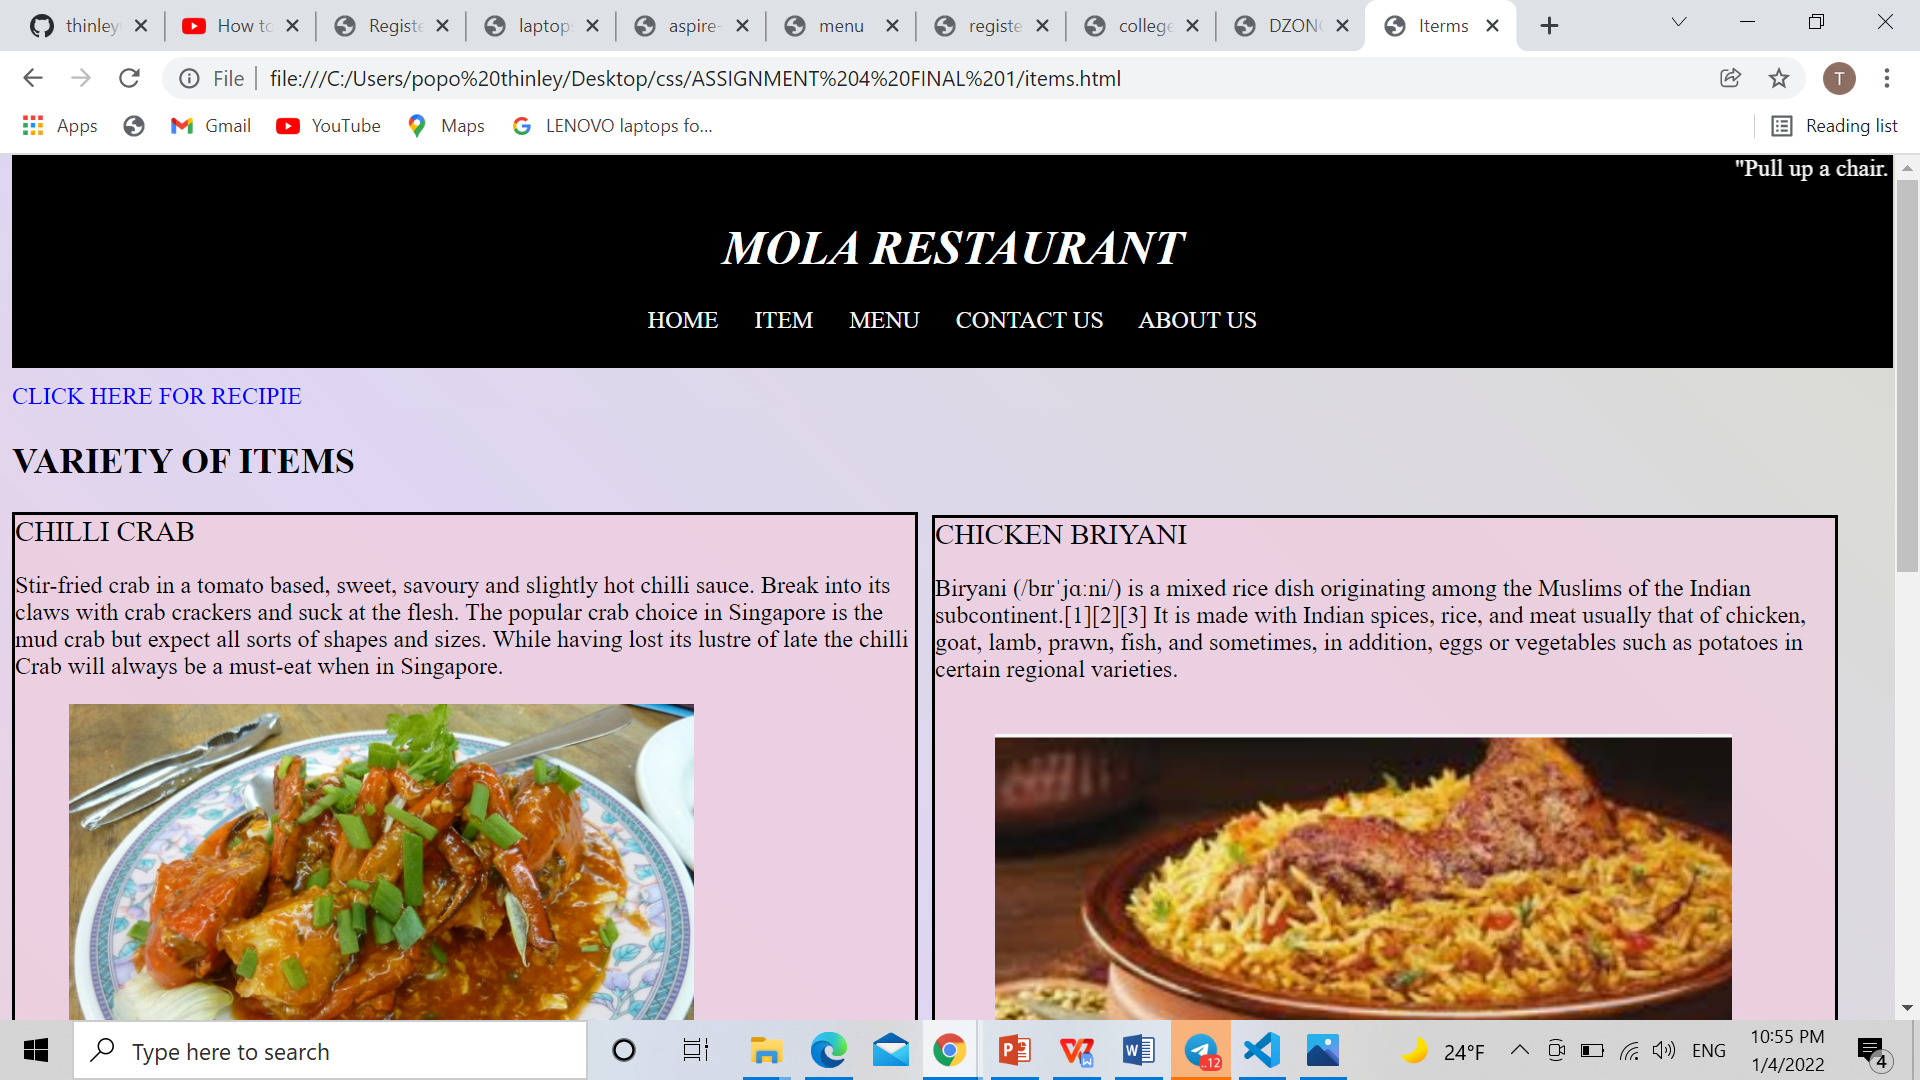 thinley
How to
Registe
laptop
aspire-
menu
registe
college
DZON
Iterms
File
file:///C:/Users/popo%20thinley/Desktop/css/ASSIGNMENT%204%20FINAL%201/items.html
T
Apps
Gmail
YouTube
Maps
LENOVO laptops fo...
Reading list
"Pull up a chair.
MOLA RESTAURANT
HOME ITEM MENU CONTACT US ABOUT US
CLICK HERE FOR RECIPIE
VARIETY OF ITEMS
CHILLI CRAB
Stir-fried crab in a tomato based, sweet, savoury and slightly hot chilli sauce. Break into its
claws with crab crackers and suck at the flesh. The popular crab choice in Singapore is the
mud crab but expect all sorts of shapes and sizes. While having lost its lustre of late the chilli
Crab will always be a must-eat when in Singapore.
CHICKEN BRIYANI
Biryani (/bɪrˈjɑːni/) is a mixed rice dish originating among the Muslims of the Indian
subcontinent.[1][2][3] It is made with Indian spices, rice, and meat usually that of chicken,
goat, lamb, prawn, fish, and sometimes, in addition, eggs or vegetables such as potatoes in
certain regional varieties.
Type here to search
..12
24°F
ENG
10:55 PM
1/4/2022
4